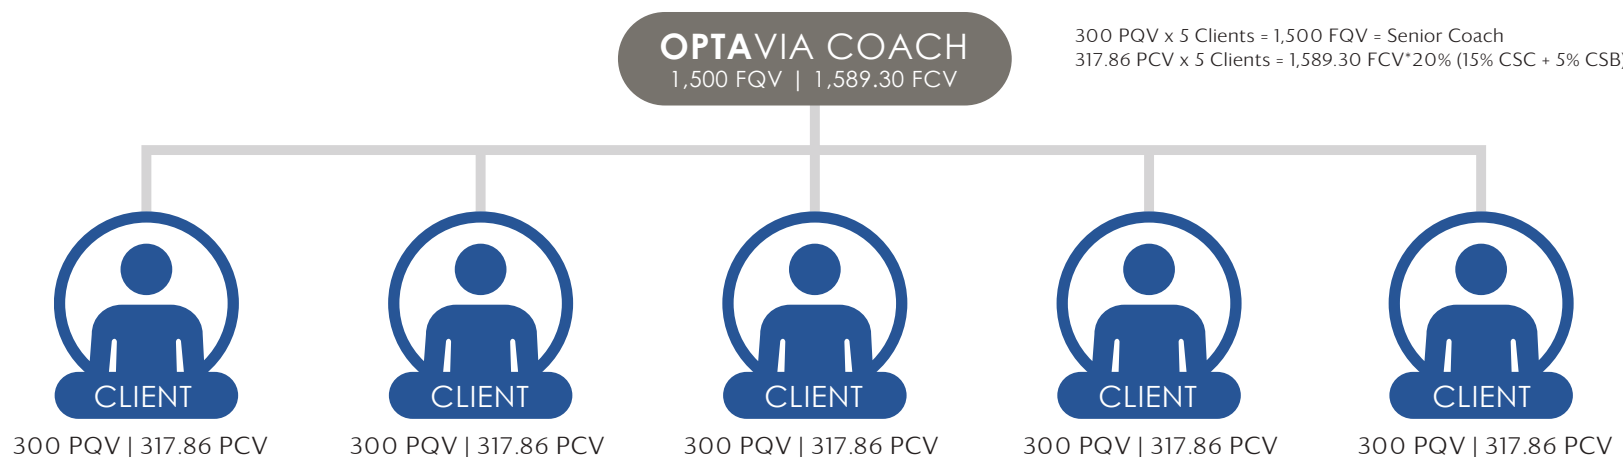 OPTAVIA COACH
1,500 FQV | 1,589.30 FCV
300 PQV x 5 Clients = 1,500 FQV = Senior Coach
317.86 PCV x 5 Clients = 1,589.30 FCV*20% (15% CSC + 5% CSB)
CLIENT CLIENT CLIENT CLIENT CLIENT
300 PQV | 317.86 PCV 300 PQV | 317.86 PCV 300 PQV | 317.86 PCV 300 PQV | 317.86 PCV 300 PQV | 317.86 PCV